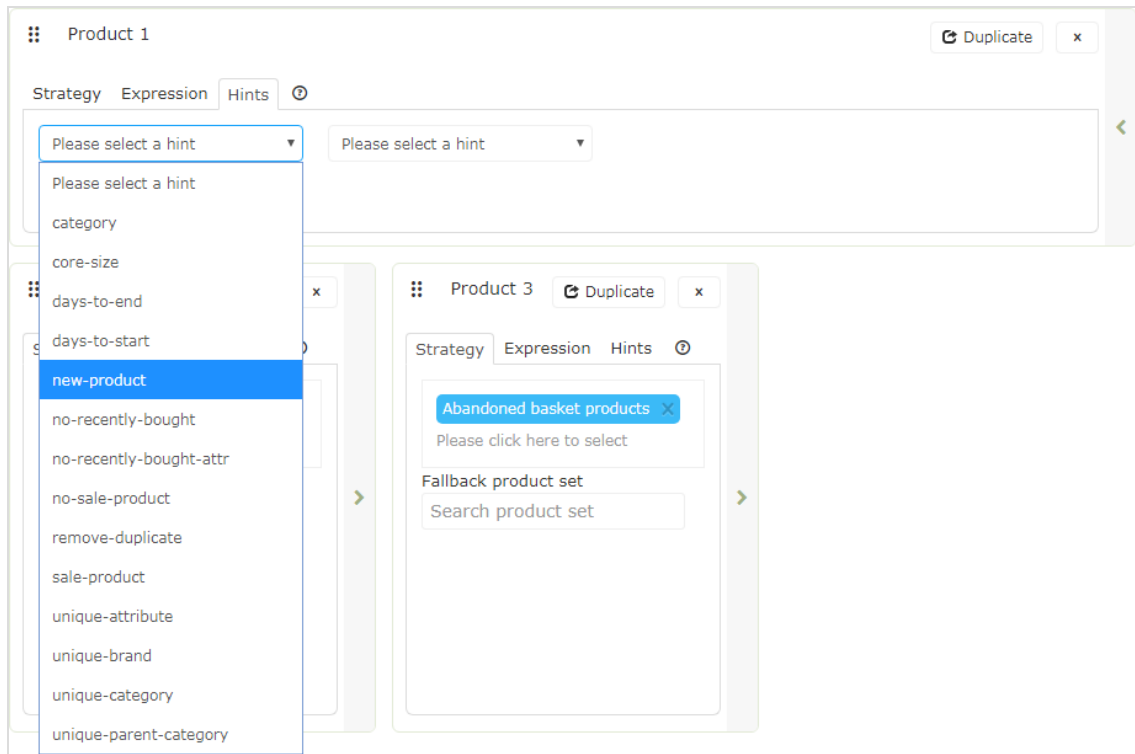 Product 1
Duplicate
x
Strategy Expression Hints
Please select a hint
Please select a hint
Please select a hint
category
core-size
days-to-end
days-to-start
new-product
no-recently-bought
no-recently-bought-attr
no-sale-product
remove-duplicate
sale-product
unique-attribute
unique-brand
unique-category
unique-parent-category
x
S
Product 3
Duplicate
x
Strategy Expression Hints
Abandoned basket products X
Please click here to select
Fallback product set
Search product set